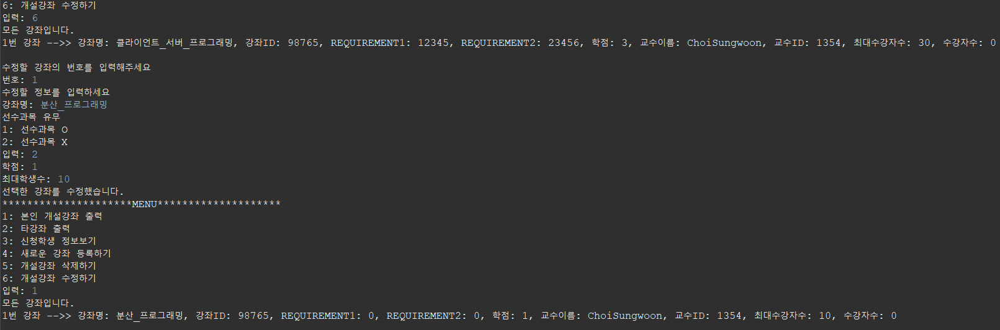 6: 개설강좌 수정하기
입력: 6
모든 강좌입니다.
1번 강좌 -->> 강좌명: 클라이언트_서버_프로그래밍, 강좌ID: 98765, REQUIREMENT1: 12345, REQUIREMENT2: 23456, 학점: 3, 교수이름: ChoiSungwoon, 교수ID: 1354, 최대수강자수: 30, 수강자수: 0
수정할 강좌의 번호를 입력해주세요
번호: 1
수정할 정보를 입력하세요
강좌명: 분산_프로그래밍
선수과목 유무
1: 선수과목 O
2: 선수과목 X
입력: 2
학점: 1
최대학생수: 10
선택한 강좌를 수정했습니다.
*********************MENU********************
1: 본인 개설강좌 출력
2: 타강좌 출력
3: 신청학생 정보보기
4: 새로운 강좌 등록하기
5: 개설강좌 삭제하기
6: 개설강좌 수정하기
입력: 1
모든 강좌입니다.
1번 강좌 -->> 강좌명: 분산_프로그래밍, 강좌ID: 98765, REQUIREMENT1: 0, REQUIREMENT2: 0, 학점: 1, 교수이름: ChoiSungwoon, 교수ID: 1354, 최대수강자수: 10, 수강자수: 0